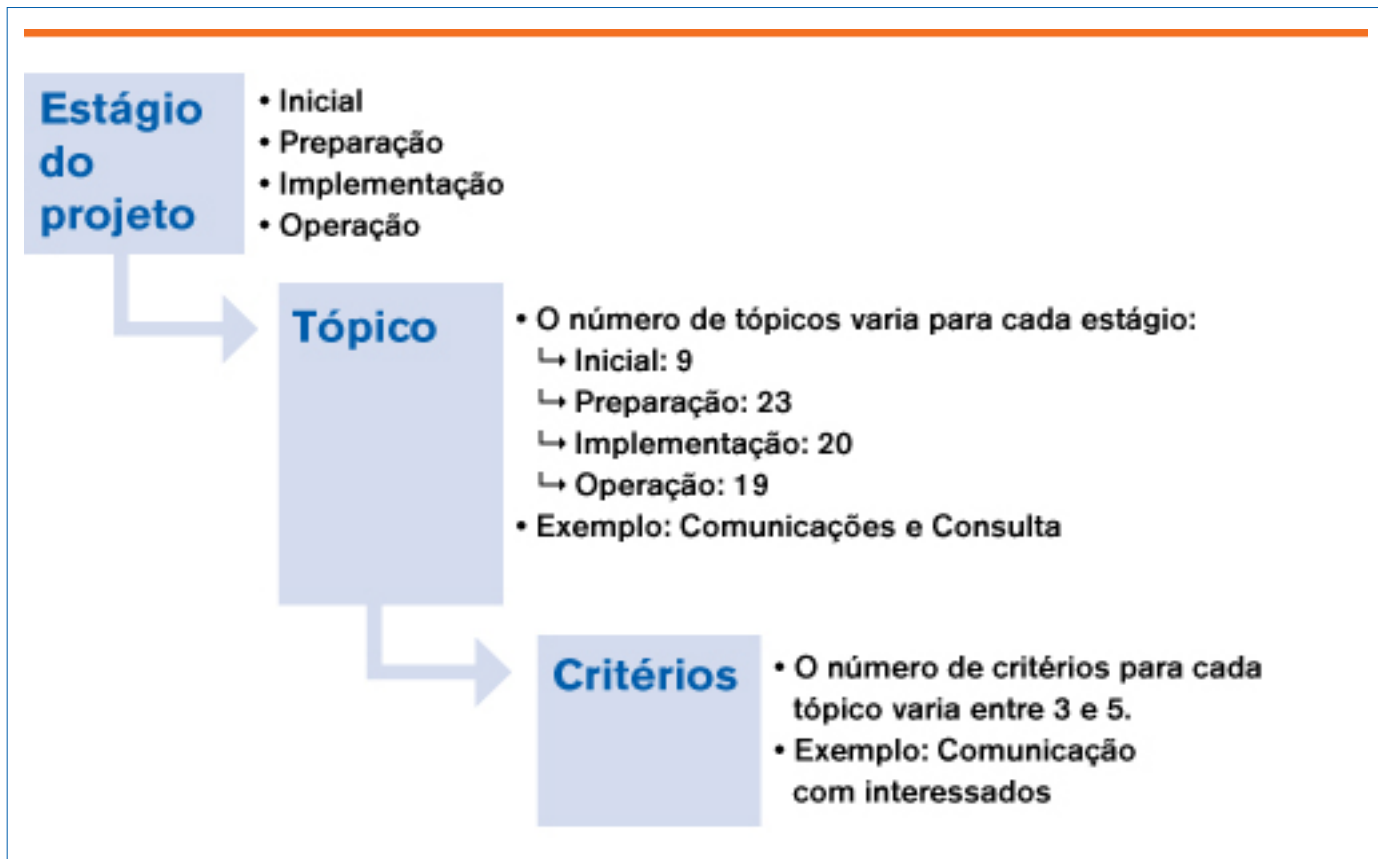 Estágio
do
projeto
• Inicial
• Preparação
• Implementação
• Operação
Tópico
• O número de tópicos varia para cada estágio:
↳ Inicial: 9
↳ Preparação: 23
↳ Implementação: 20
↳ Operação: 19
• Exemplo: Comunicações e Consulta
Critérios
• O número de critérios para cada
tópico varia entre 3 e 5.
• Exemplo: Comunicação
com interessados